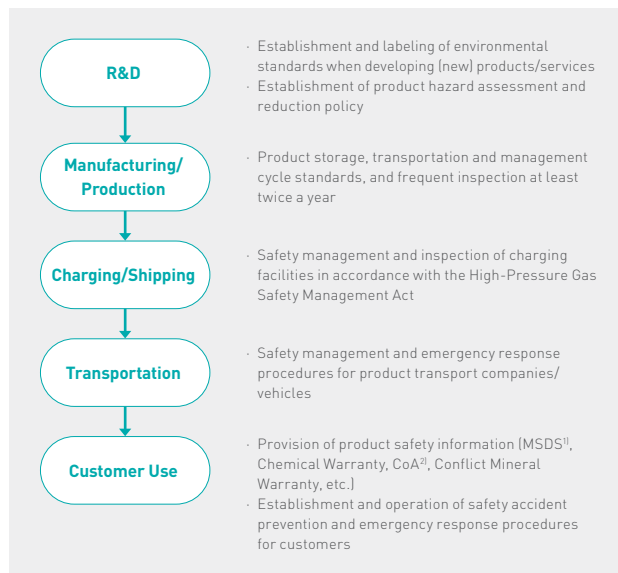 R&D
· Establishment and labeling of environmental
standards when developing (new) products/services
· Establishment of product hazard assessment and
reduction policy
Manufacturing/
Production
· Product storage, transportation and management
cycle standards, and frequent inspection at least
twice a year
Charging/Shipping
· Safety management and inspection of charging
facilities in accordance with the High-Pressure Gas
Safety Management Act
Transportation
· Safety management and emergency response
procedures for product transport companies/
vehicles
Customer Use
· Provision of product safety information (MSDS1),
Chemical Warranty, CoA2), Conflict Mineral
Warranty, etc.)
· Establishment and operation of safety accident
prevention and emergency response procedures
for customers